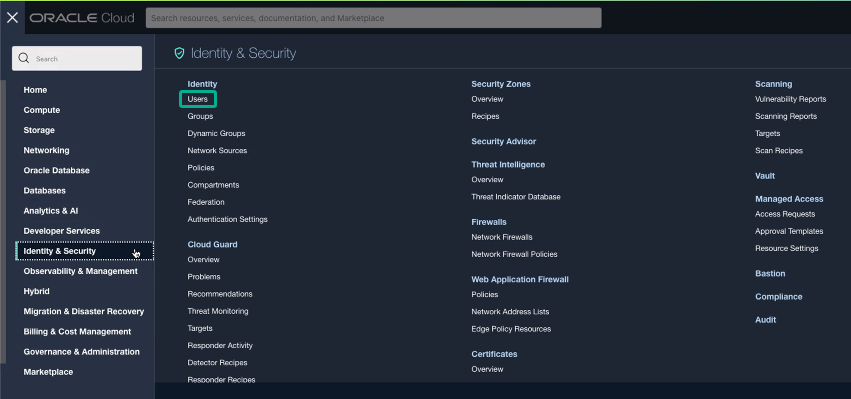 ORACLE Cloud
Search resources, services, documentation, and Marketplace
Search
Home
Compute
Storage
Networking
Oracle Database
Databases
Analytics & AI
Developer Services
Identity & Security
Observability & Management
Hybrid
Migration & Disaster Recovery
Billing & Cost Management
Governance & Administration
Marketplace
Identity & Security
Identity
Users
Groups
Dynamic Groups
Network Sources
Policies
Compartments
Federation
Authentication Settings
Cloud Guard
Overview
Problems
Recommendations
Threat Monitoring
Targets
Responder Activity
Detector Recipes
Responder Recipes
Security Zones
Overview
Recipes
Security Advisor
Threat Intelligence
Overview
Threat Indicator Database
Firewalls
Network Firewalls
Network Firewall Policies
Web Application Firewall
Policies
Network Address Lists
Edge Policy Resources
Certificates
Overview
Scanning
Vulnerability Reports
Scanning Reports
Targets
Scan Recipes
Vault
Managed Access
Access Requests
Approval Templates
Resource Settings
Bastion
Compliance
Audit